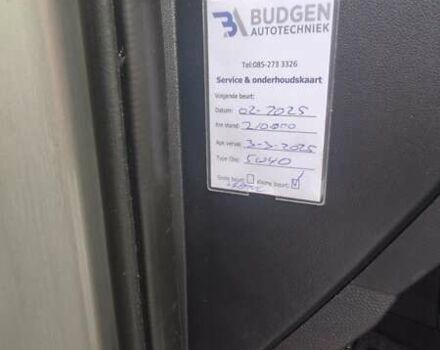 BA BUDGEN
AUTOTECHNIEK
Tel:085-273 3326
Service & onderhoudskaart
Volgende beurt:
Datum: 02-2025
Km stand: 210000
Apk verval: 3-3-2025
Type Olie: 5W40
Grote beurt: Kleine beurt: